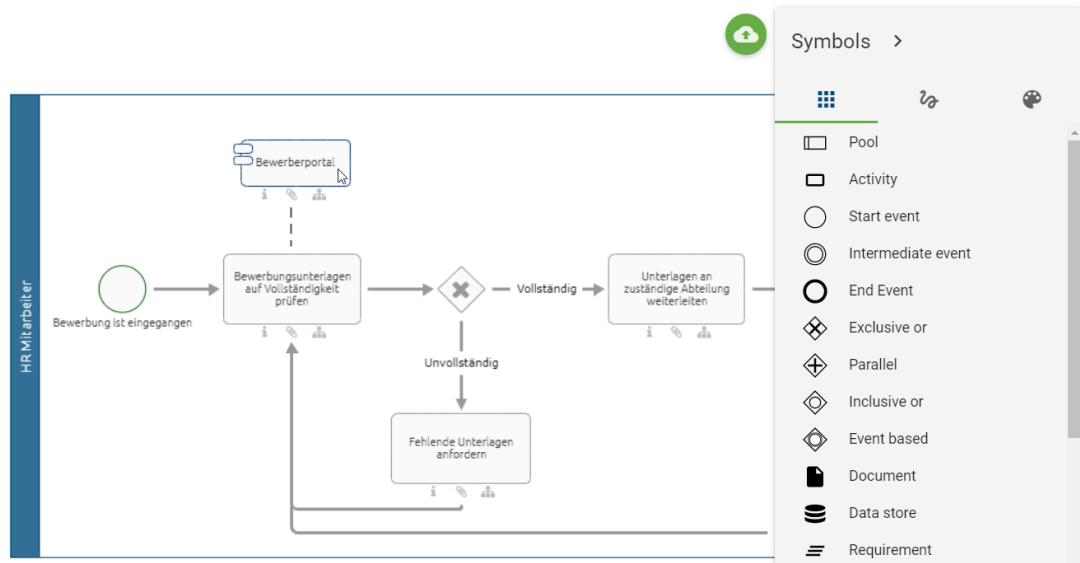 Symbols
Bewerberportal
Bewerbungsunterlagen
auf Vollständigkeit
prüfen
Vollständig
Unterlagen an
zuständige Abteilung
weiterleiten
Bewerbung ist eingegangen
HR Mitarbeiter
Unvollständig
Fehlende Unterlagen
anfordern
Pool
Activity
Start event
Intermediate event
End Event
Exclusive or
Parallel
Inclusive or
Event based
Document
Data store
Requirement